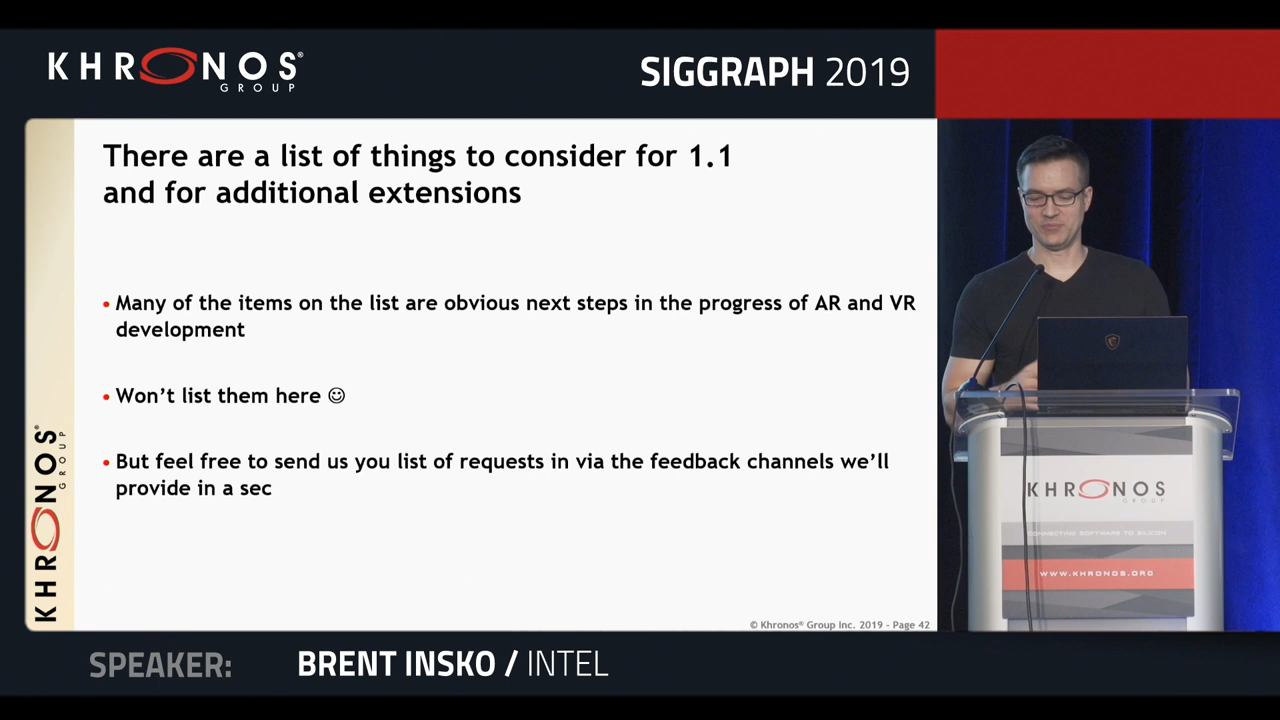 KHRONOS®
GROUP
SIGGRAPH 2019
There are a list of things to consider for 1.1
and for additional extensions
• Many of the items on the list are obvious next steps in the progress of AR and VR
development
• Won’t list them here ☺
• But feel free to send us you list of requests in via the feedback channels we’ll
provide in a sec
KHRONOS®
GROUP
© Khronos® Group Inc. 2019 - Page 42
KHRONOS
GROUP
CONNECTING SOFTWARE TO SILICON
WWW.KHRONOS.ORG
SPEAKER: BRENT INSKO / INTEL